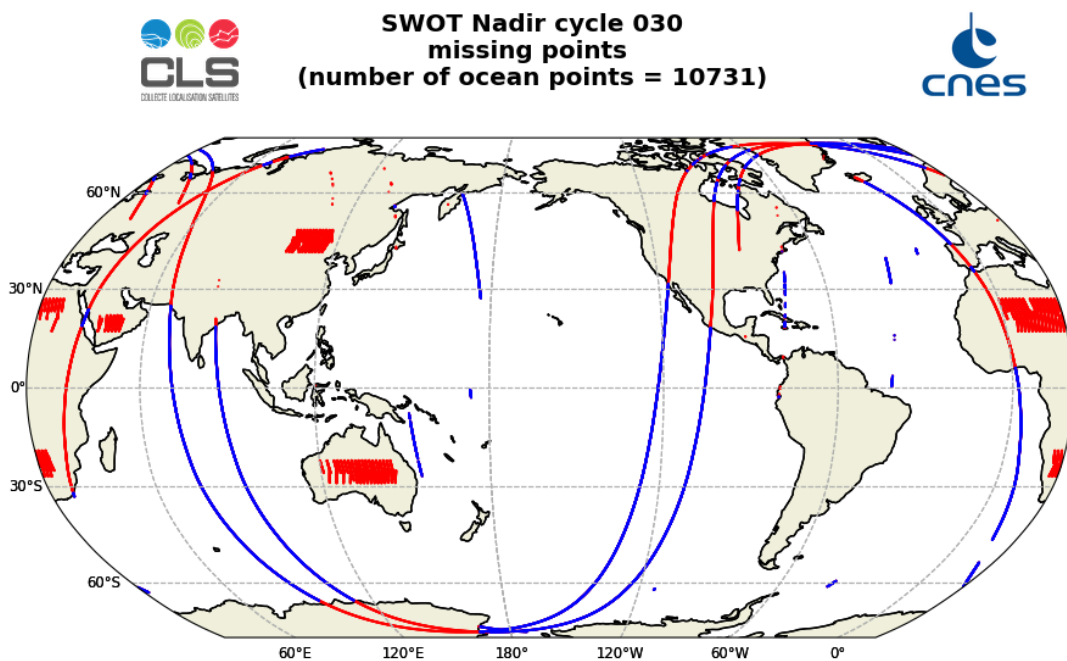 SWOT Nadir cycle 030
missing points
(number of ocean points = 10731)
CLS
COLLECTE LOCALISATION SATELLITES
cnes
60°N
30°N
0°
30°S
60°S
60°E
120°E
180°
120°W
60°W
0°